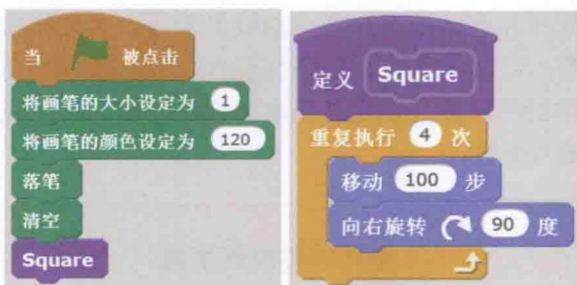 当 被点击
将画笔的大小设定为 1
将画笔的颜色设定为 120
落笔
清空
Square
定义 Square
重复执行 4 次
移动 100 步
向右旋转 90 度